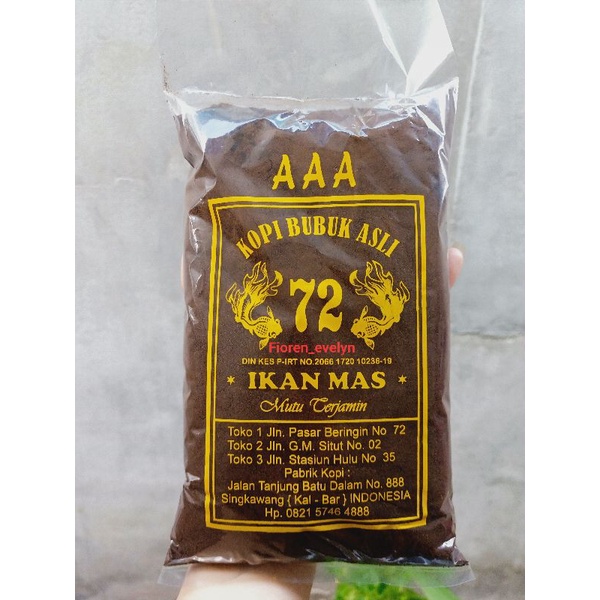 AAA
KOPI BUBUK ASLI
72
Fioren_evelyn
DIN KES P-IRT NO.2066 1720 10236-19
* IKAN MAS *
Mutu Terjamin
Toko 1 Jln. Pasar Beringin No 72
Toko 2 Jln. G.M. Situt No. 02
Toko 3 Jln. Stasiun Hulu No 35
Pabrik Kopi :
Jalan Tanjung Batu Dalam No. 888
Singkawang { Kal - Bar } INDONESIA
Hp. 0821 5746 4888